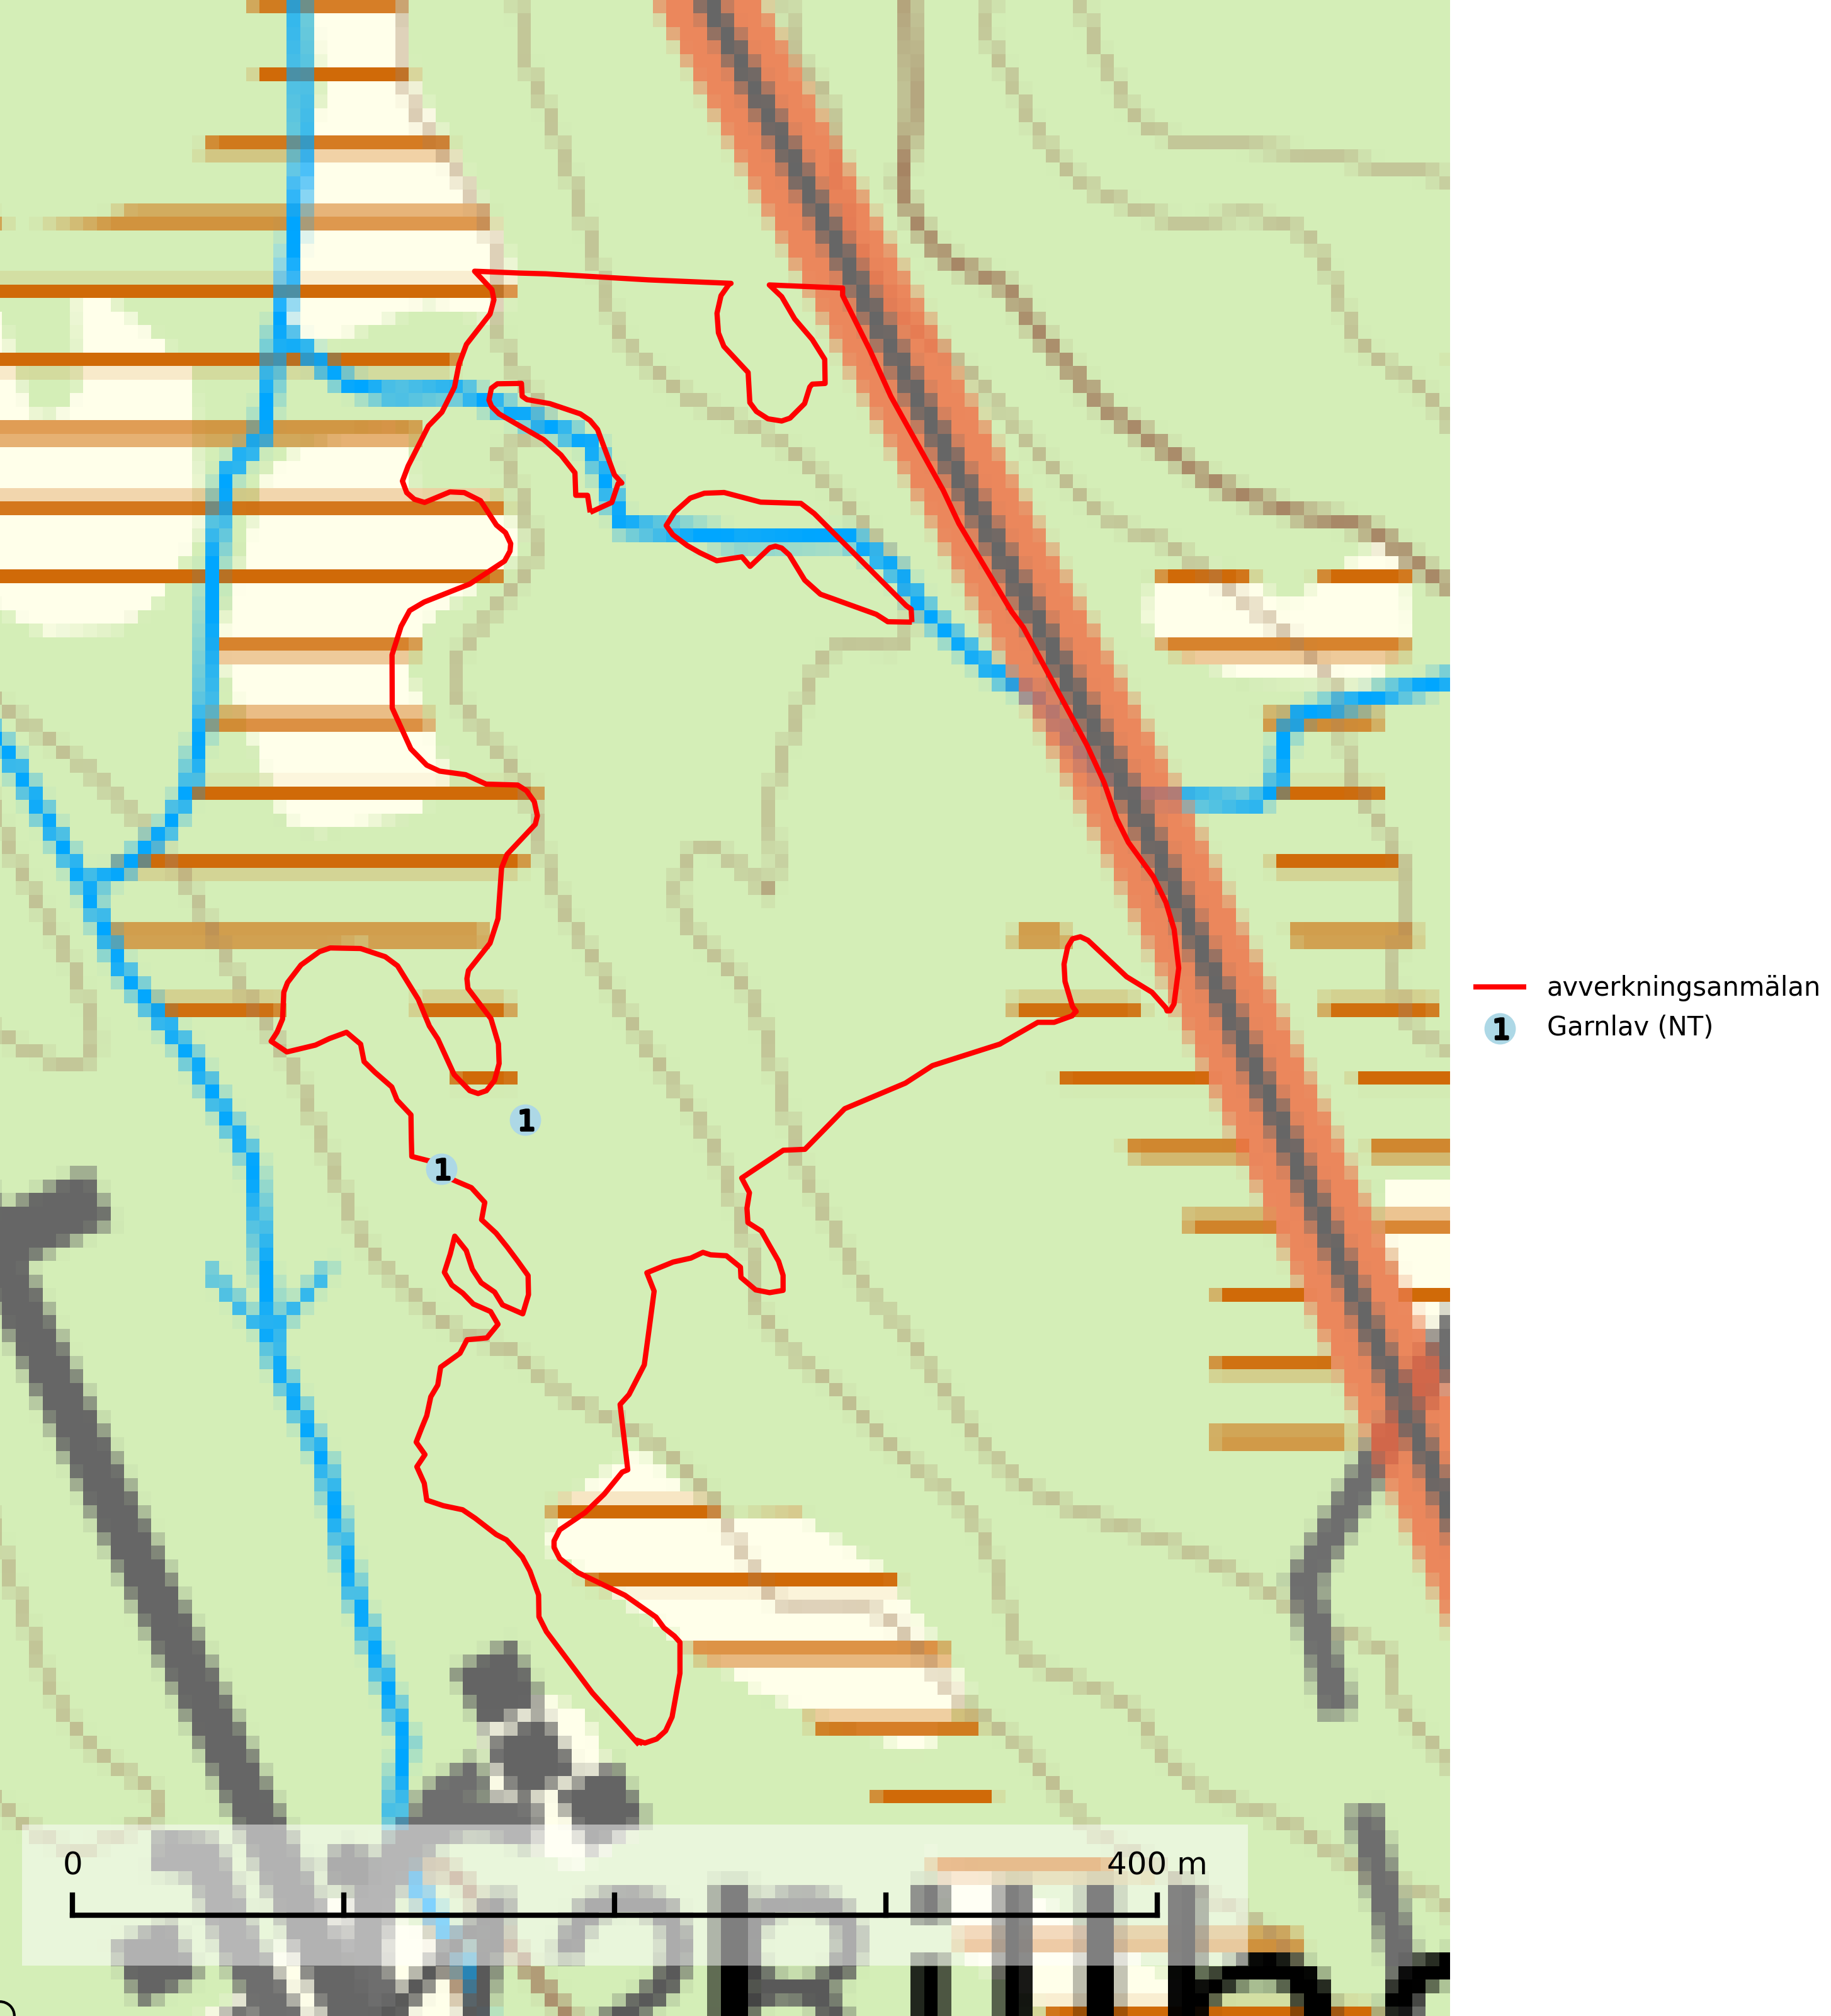 avverkningsanmälan
1 Garnlav (NT)
1
1
0 400 m